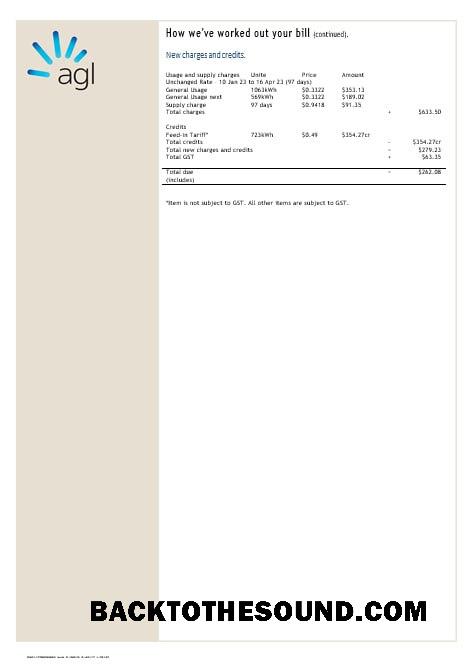 How we've worked out your bill (continued).
agl
New charges and credits.
Usage and supply charges Units Price Amount
Unchanged Rate - 10 Jan 23 to 16 Apr 23 (97 days)
General Usage 1063kWh $0.3322 $353.13
General Usage next 569kWh $0.3322 $189.02
Supply charge 97 days $0.9418 $91.35
Total charges + $633.50
Credits
Feed-in Tariff* 723kWh $0.49 $354.27cr
Total credits - $354.27cr
Total new charges and credits = $279.23
Total GST + $63.35
Total due = $262.08
(includes)
*Item is not subject to GST. All other items are subject to GST.
BACKTOTHESOUND.COM